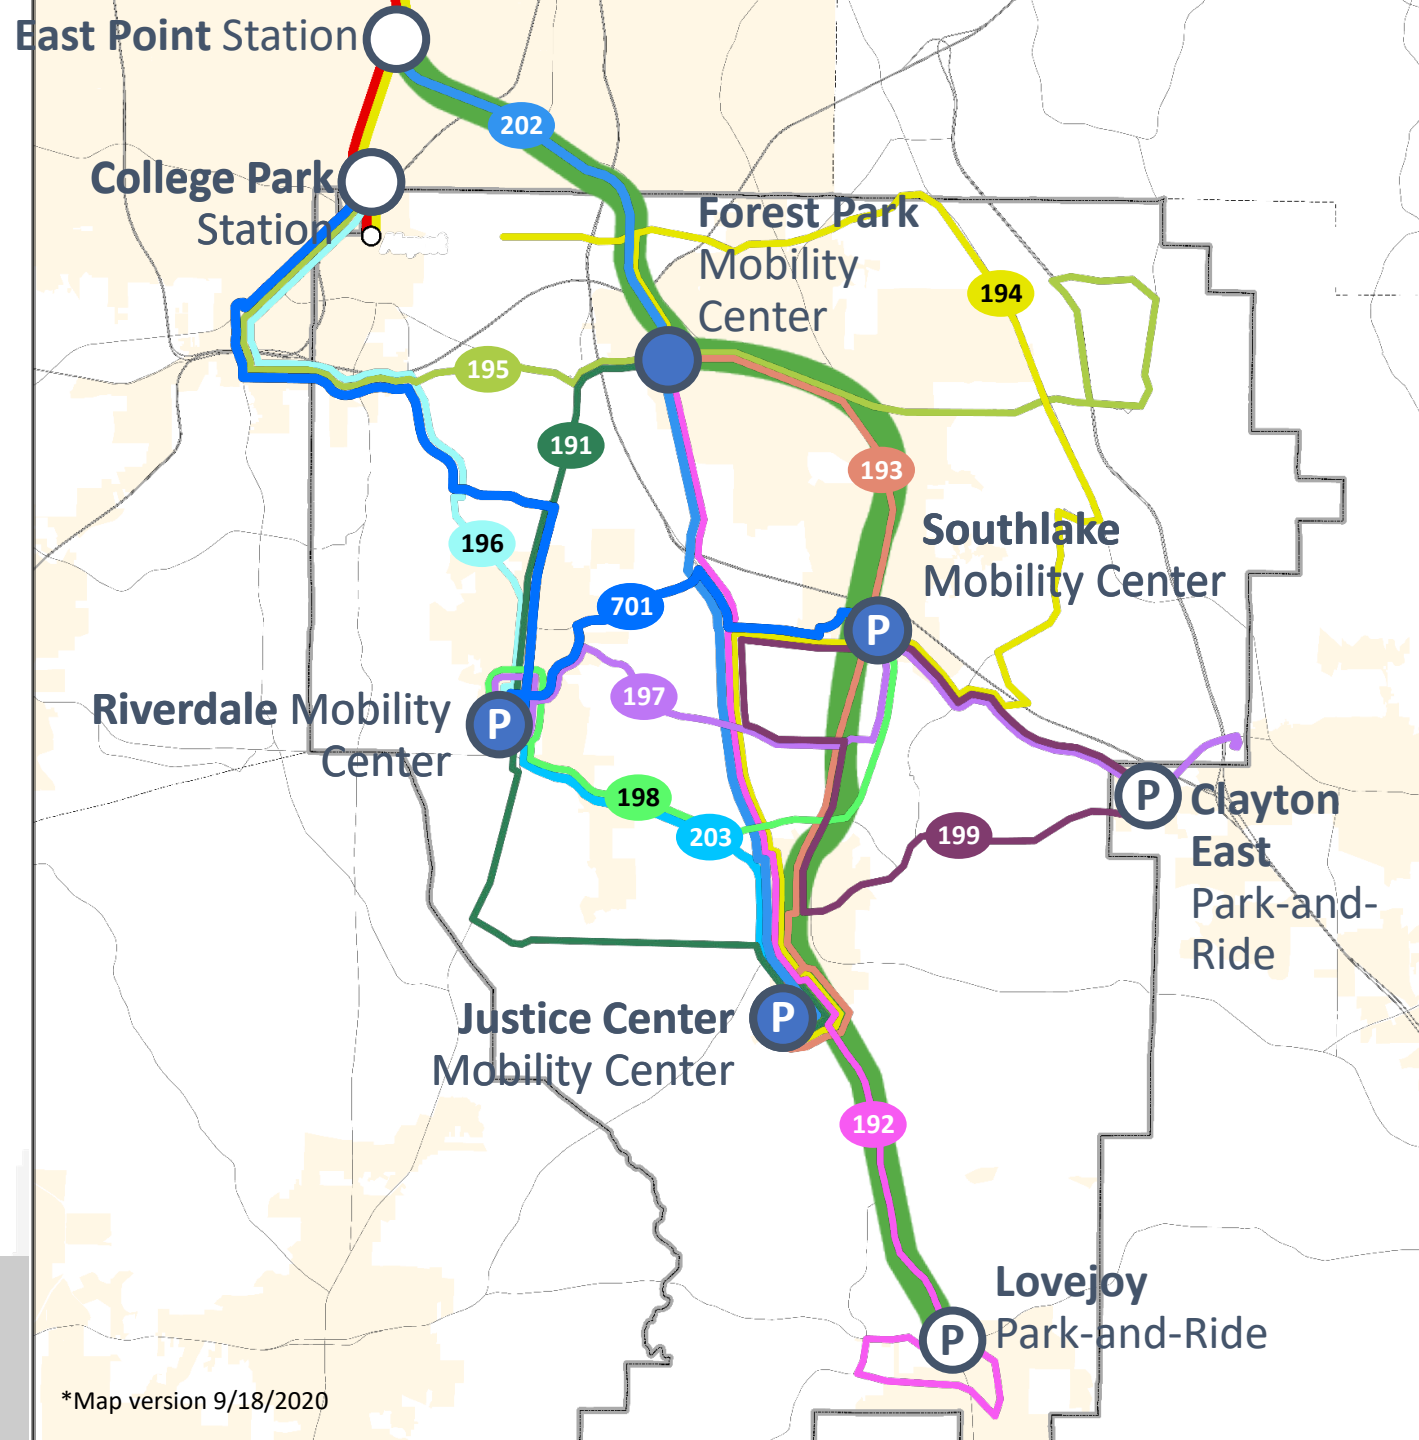 East Point Station
202
College Park
Station
Forest Park
Mobility
Center
194
195
191
193
Southlake
Mobility Center
196
701
P
197
Riverdale Mobility
Center
P
198
203
199
P
Clayton
East
Park-and-
Ride
Justice Center
Mobility Center
P
192
Lovejoy
Park-and-Ride
P
*Map version 9/18/2020